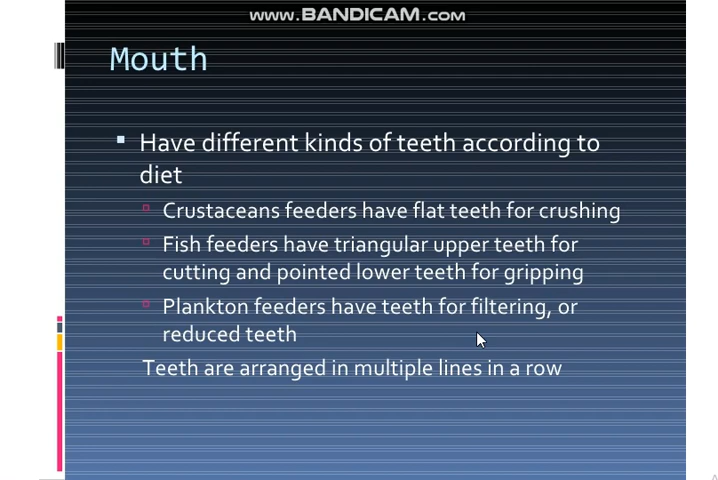 www.BANDICAM.com
Mouth
Have different kinds of teeth according to
diet
Crustaceans feeders have flat teeth for crushing
Fish feeders have triangular upper teeth for
cutting and pointed lower teeth for gripping
Plankton feeders have teeth for filtering, or
reduced teeth
Teeth are arranged in multiple lines in a row